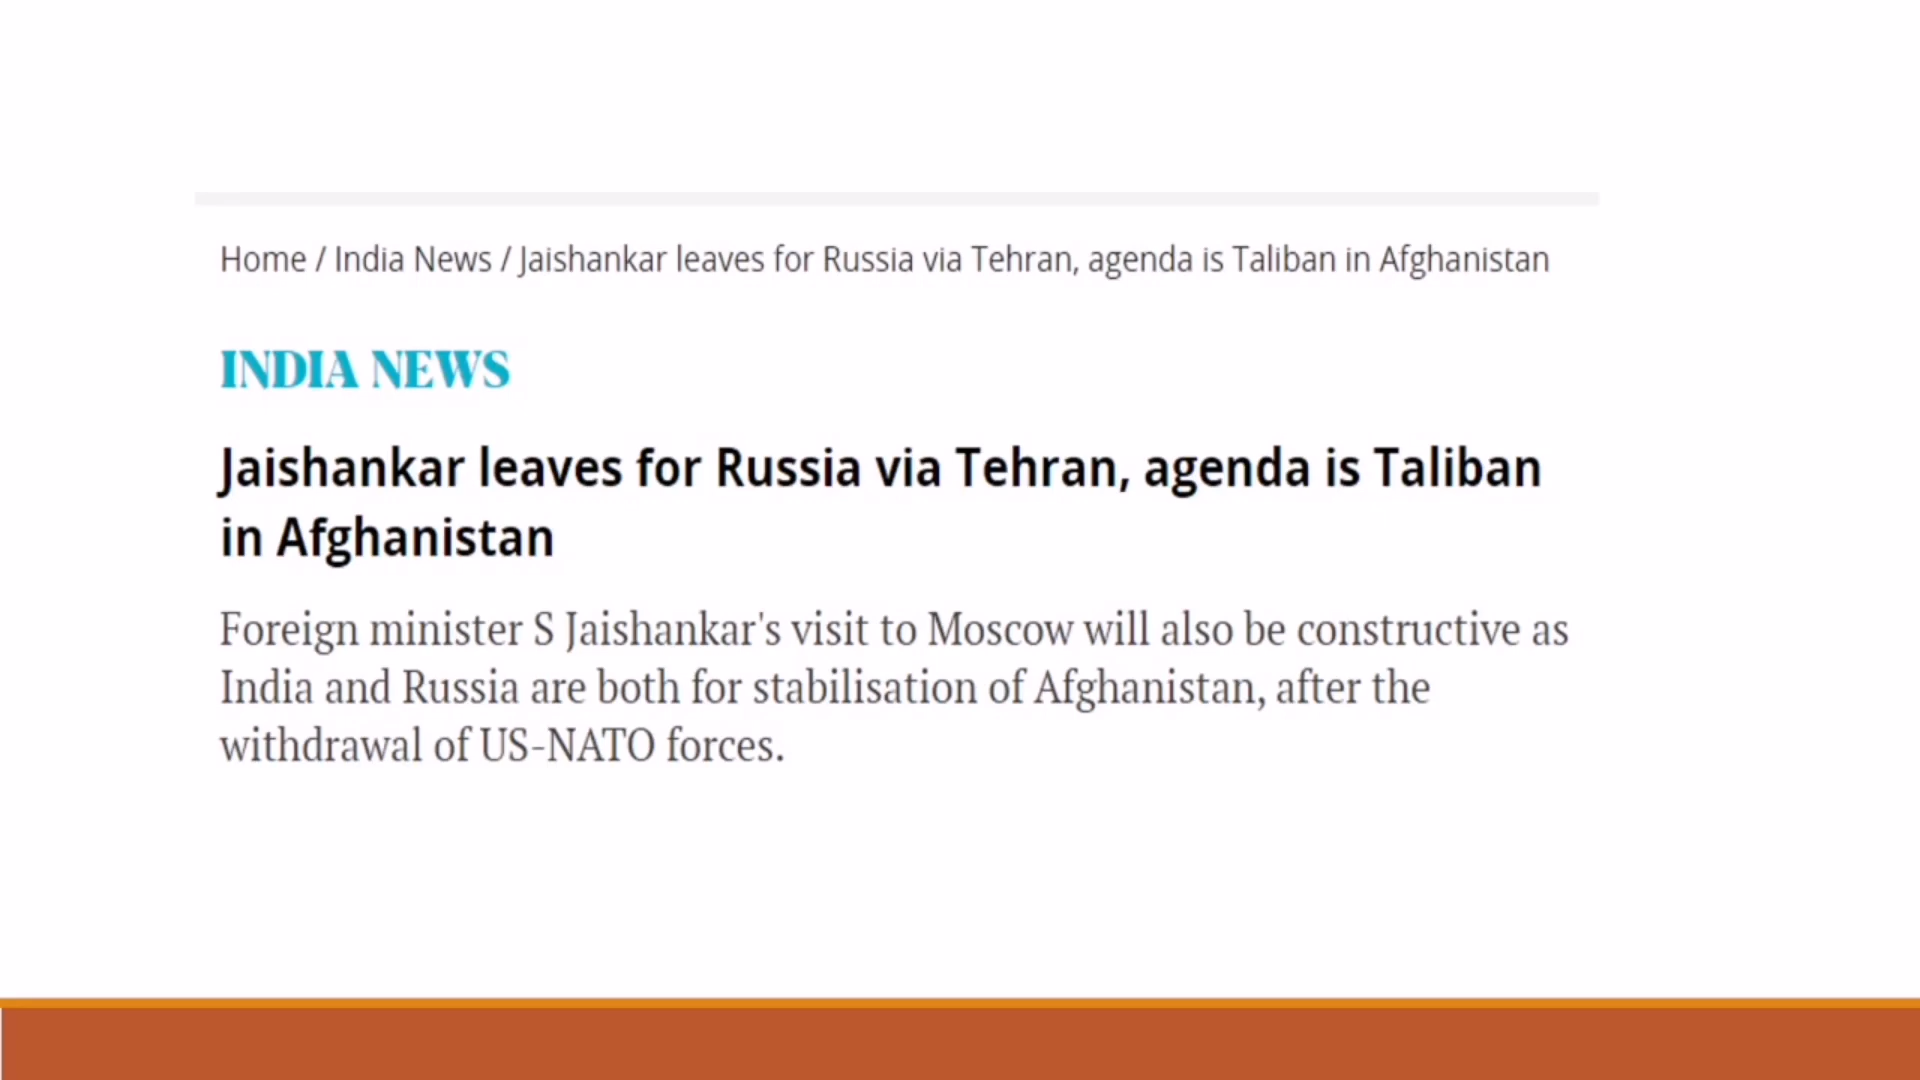 Home / India News / Jaishankar leaves for Russia via Tehran, agenda is Taliban in Afghanistan
INDIA NEWS
Jaishankar leaves for Russia via Tehran, agenda is Taliban
in Afghanistan
Foreign minister S Jaishankar's visit to Moscow will also be constructive as
India and Russia are both for stabilisation of Afghanistan, after the
withdrawal of US-NATO forces.